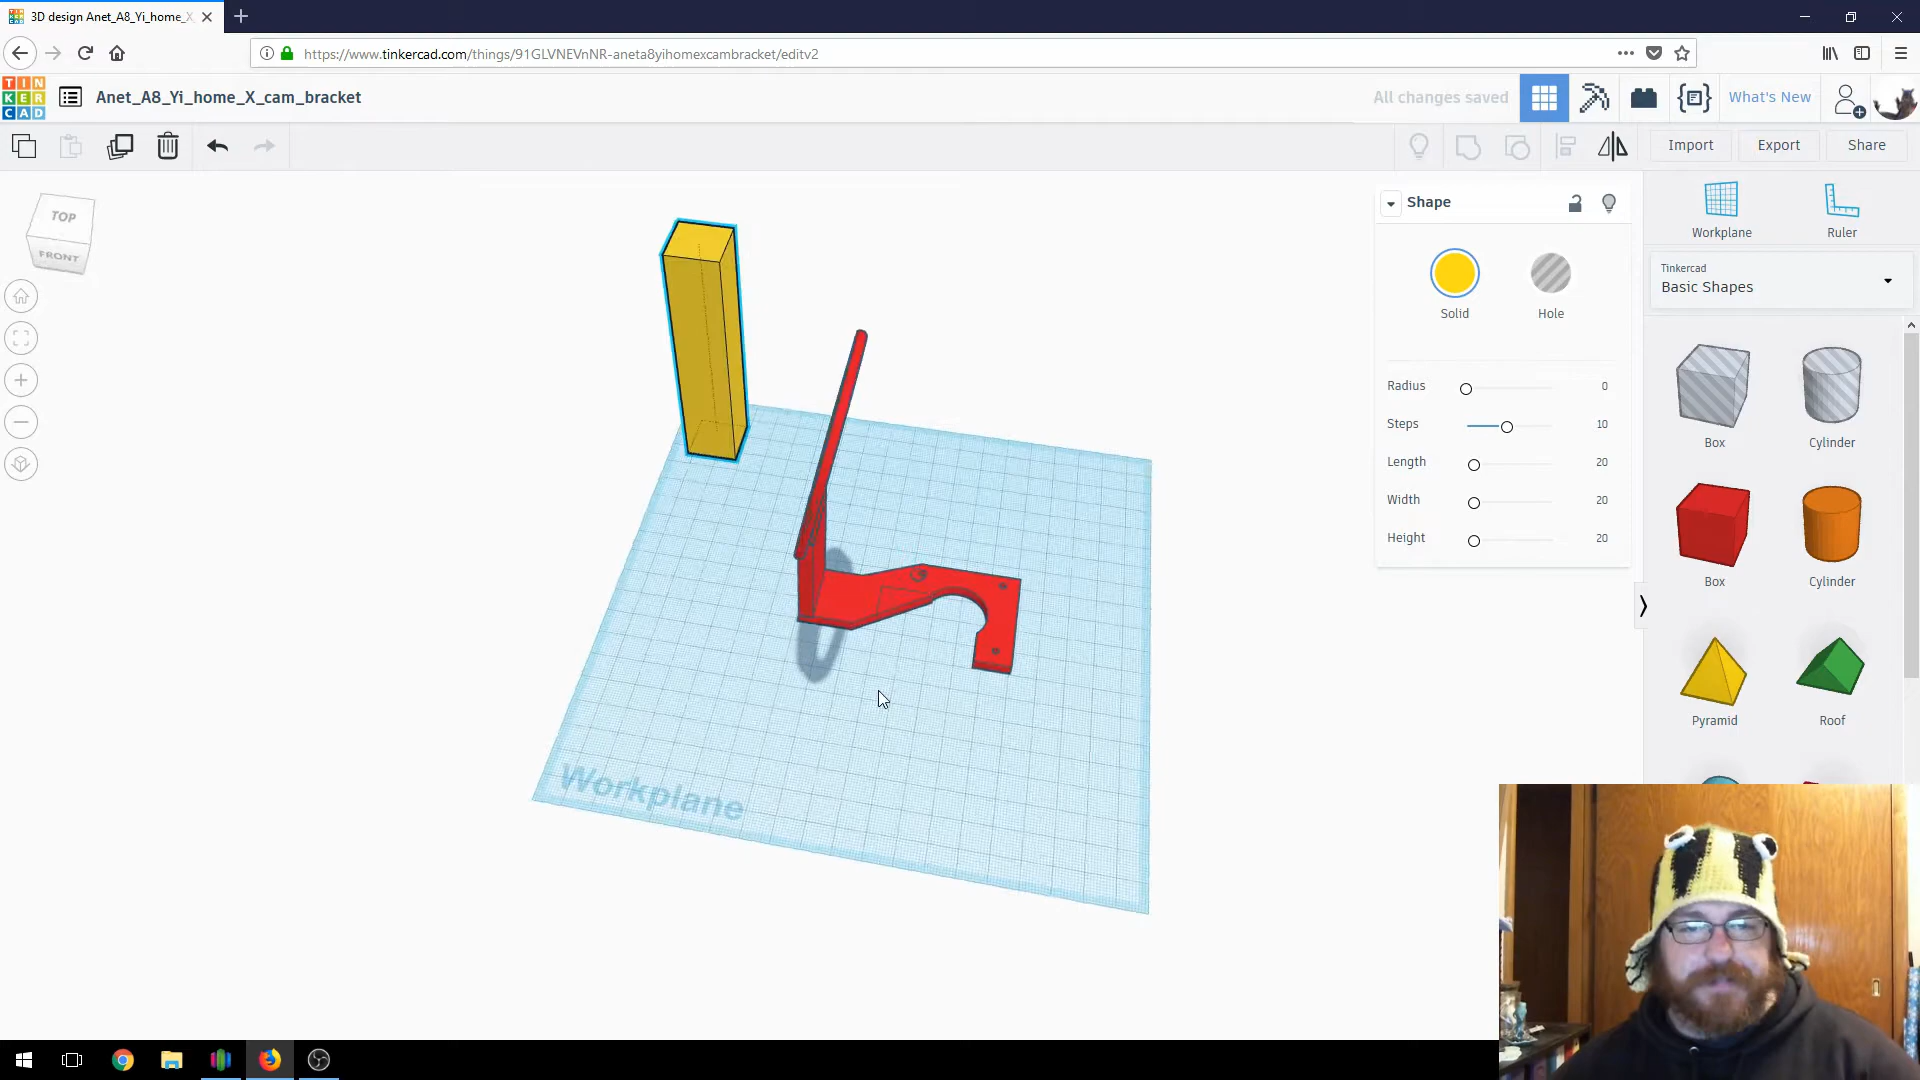 3D design Anet_A8_Yi_home_X
https://www.tinkercad.com/things/91GLVNEVnNR-aneta8yihomexcambracket/editv2
TIN
KER
CAD
Anet_A8_Yi_home_X_cam_bracket
All changes saved
What's New
Import
Export
Share
TOP
FRONT
Shape
Solid
Hole
Radius 0
Steps 10
Length 20
Width 20
Height 20
Workplane
Ruler
Tinkercad
Basic Shapes
Box
Cylinder
Box
Cylinder
Pyramid
Roof
Workplane